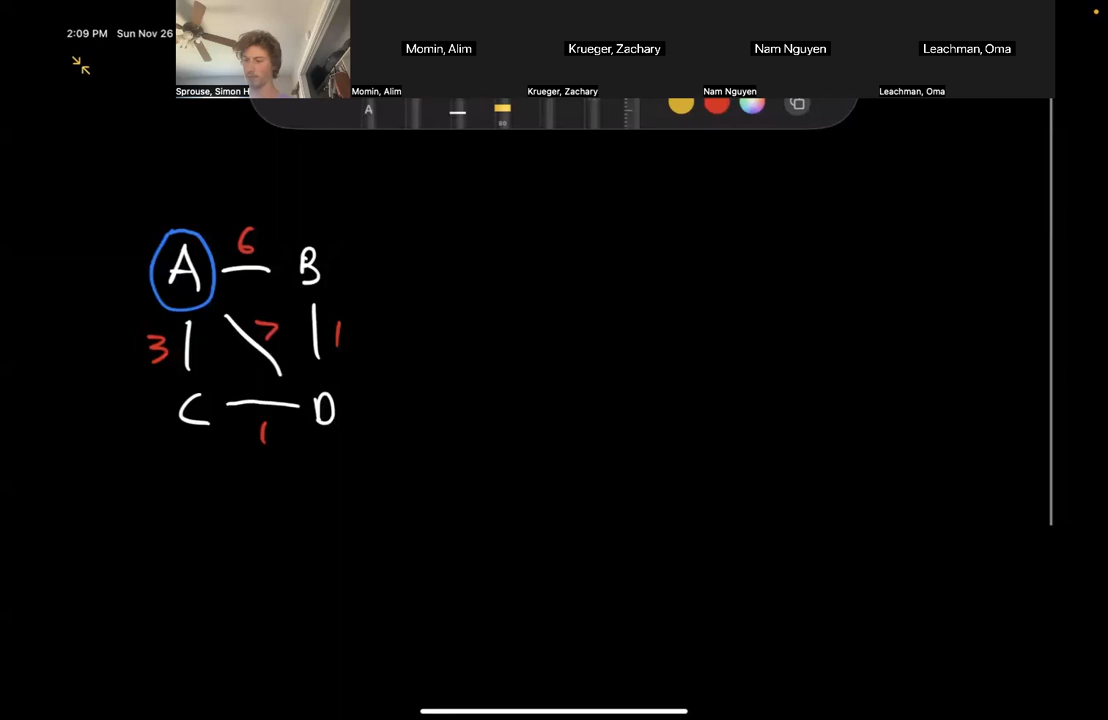 2:09 PM Sun Nov 26
Momin, Alim Krueger, Zachary Nam Nguyen Leachman, Oma
Sprouse, Simon H Momin, Alim Krueger, Zachary Nam Nguyen Leachman, Oma
A
80
6
A B
3 7 1
C D
1